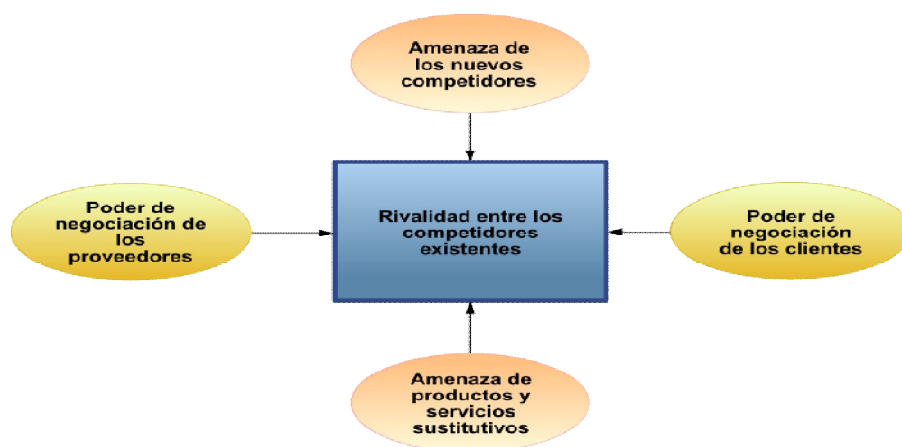 Amenaza de
los nuevos
competidores
Poder de
negociación de
los
proveedores
Rivalidad entre los
competidores
existentes
Poder de
negociación
de los clientes
Amenaza de
productos y
servicios
sustitutivos